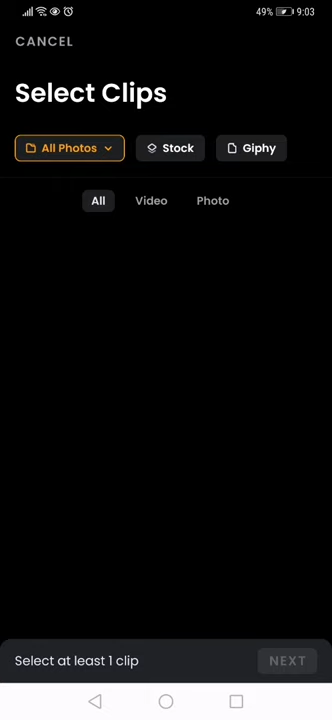 49% 9:03
CANCEL
Select Clips
All Photos Stock Giphy
All Video Photo
Select at least 1 clip NEXT